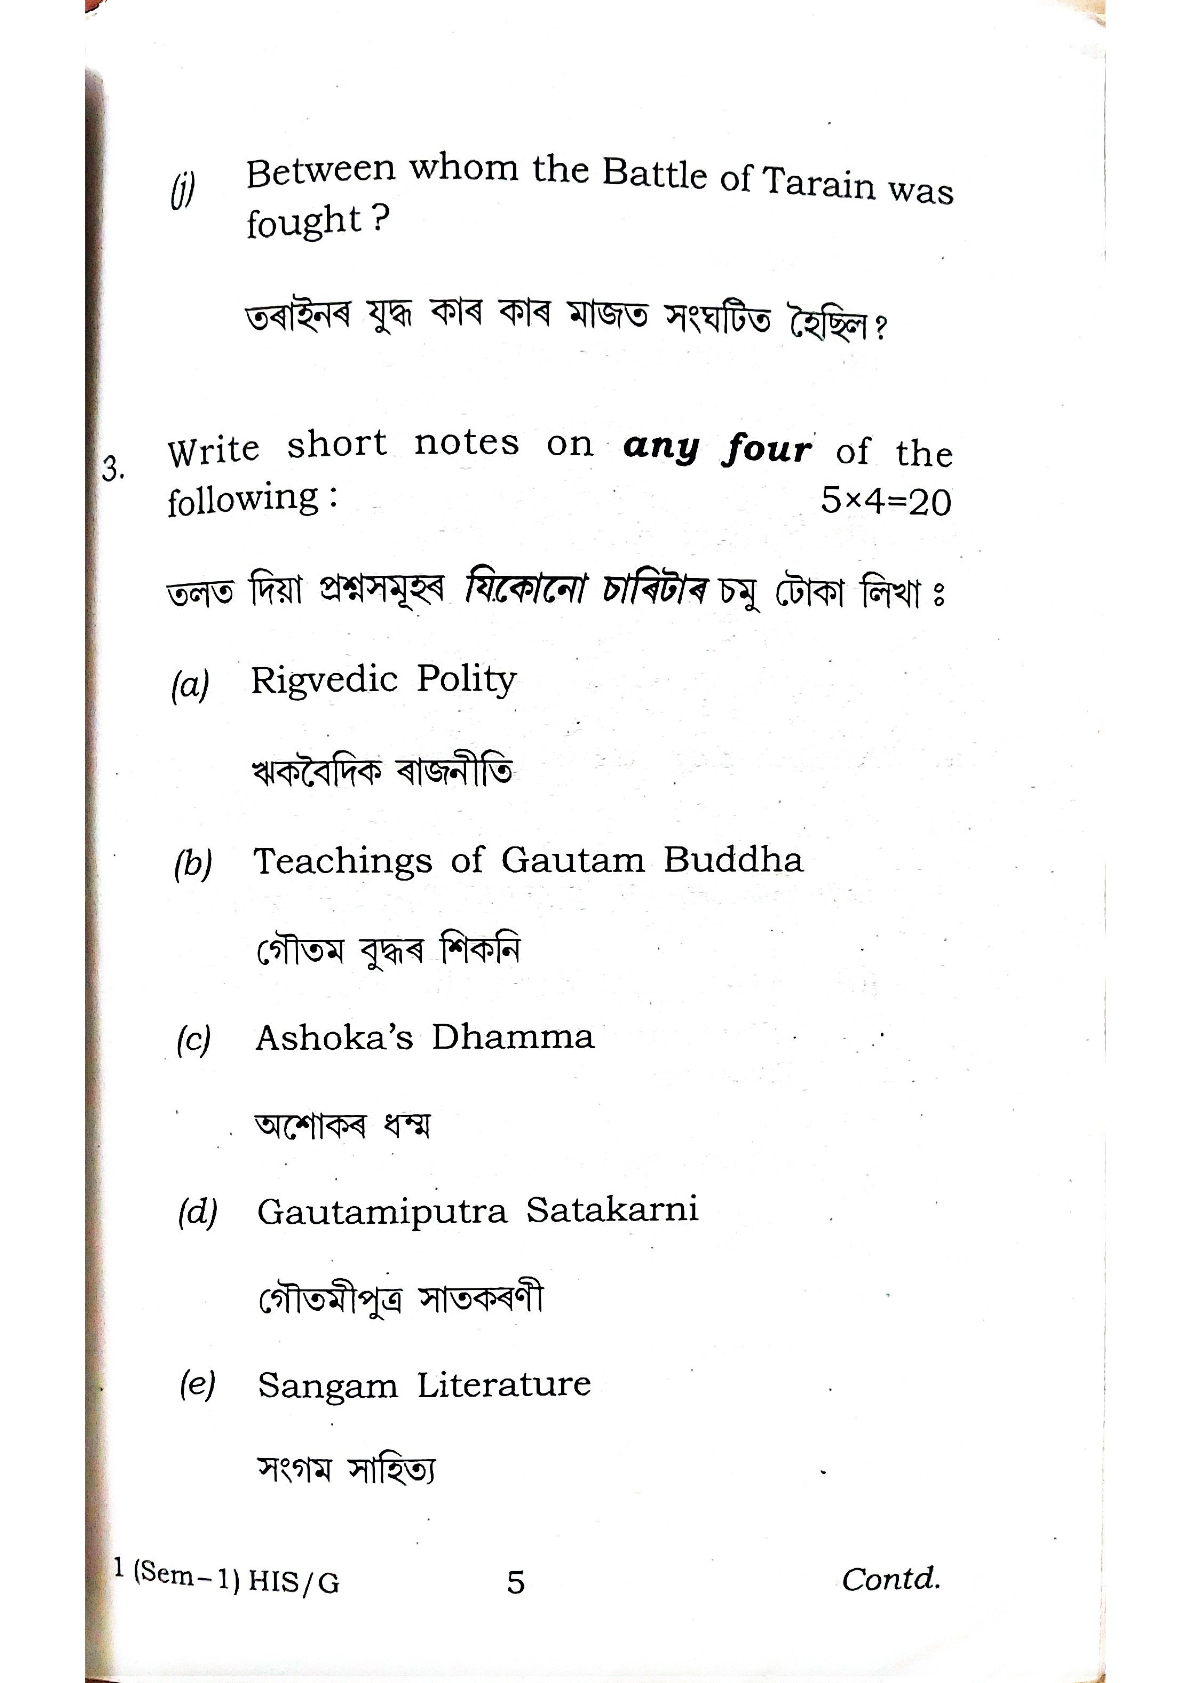 (j) Between whom the Battle of Tarain was
fought ?
তৰাইনৰ যুদ্ধ কাৰ কাৰ মাজত সংঘটিত হৈছিল ?
3. Write short notes on any four of the
following : 5×4=20
তলত দিয়া প্ৰশ্নসমূহৰ যিকোনো চাৰিটাৰ চমু টোকা লিখা ঃ
(a) Rigvedic Polity
ঋকবৈদিক ৰাজনীতি
(b) Teachings of Gautam Buddha
গৌতম বুদ্ধৰ শিকনি
(c) Ashoka's Dhamma
অশোকৰ ধম্ম
(d) Gautamiputra Satakarni
গৌতমীপুত্ৰ সাতকৰণী
(e) Sangam Literature
সংগম সাহিত্য
1 (Sem–1) HIS/G 5 Contd.